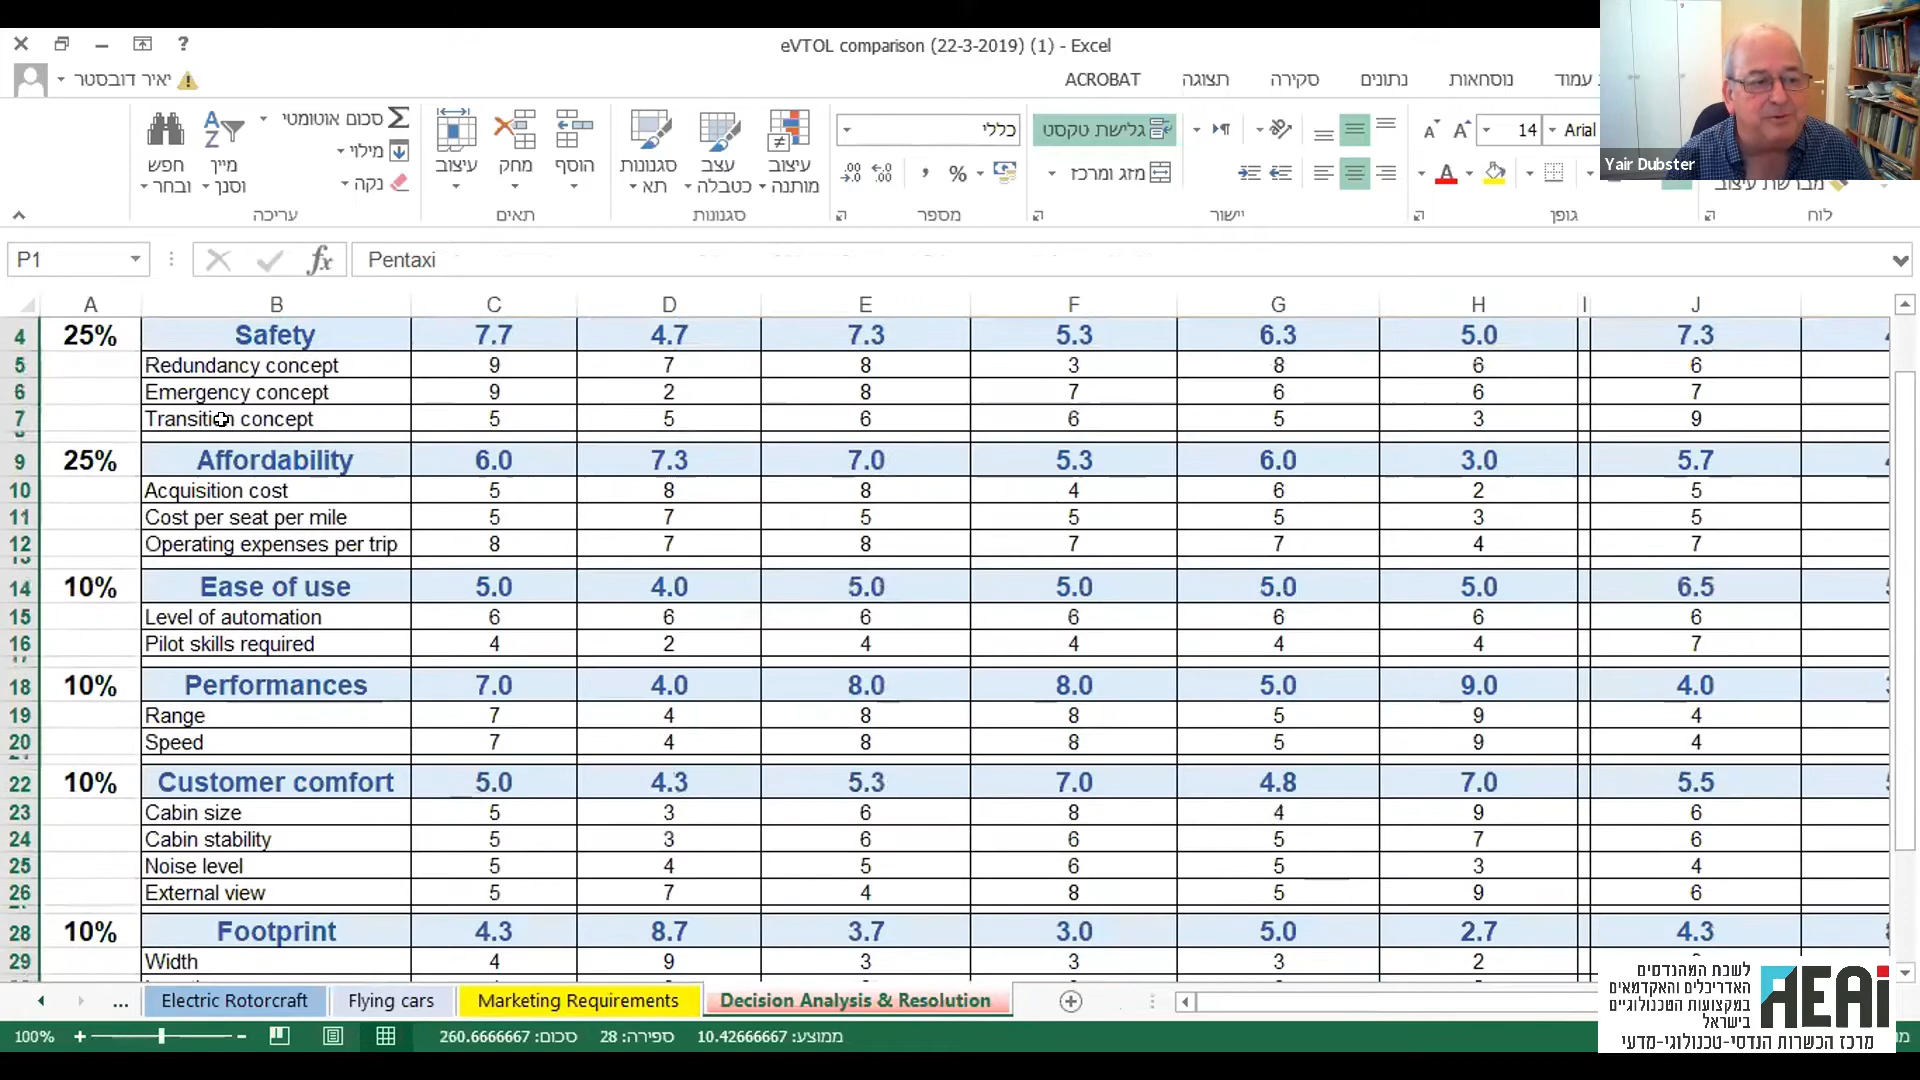 eVTOL comparison (22-3-2019) (1) - Excel
?
יאיר דובסטר
ACROBAT
תצוגה
סקירה
נתונים
נוסחאות
עמוד
Yair Dubster
סכום אוטומטי
מילוי
נקה
מיין
וסנן
חפש
ובחר
עריכה
הוסף
מחק
עיצוב
תאים
עיצוב
מותנה
עצב
כטבלה
סגנונות
תא
סגנונות
כללי
%
מספר
גלישת טקסט
מזג ומרכז
יישור
14
Arial
גופן
מברשת עיצוב
לוח
P1
fx
Pentaxi
A B C D E F G H I J
4 25% Safety 7.7 4.7 7.3 5.3 6.3 5.0 7.3
5 Redundancy concept 9 7 8 3 8 6 6
6 Emergency concept 9 2 8 7 6 6 7
7 Transition concept 5 5 6 6 5 3 9
9 25% Affordability 6.0 7.3 7.0 5.3 6.0 3.0 5.7
10 Acquisition cost 5 8 8 4 6 2 5
11 Cost per seat per mile 5 7 5 5 5 3 5
12 Operating expenses per trip 8 7 8 7 7 4 7
14 10% Ease of use 5.0 4.0 5.0 5.0 5.0 5.0 6.5
15 Level of automation 6 6 6 6 6 6 6
16 Pilot skills required 4 2 4 4 4 4 7
18 10% Performances 7.0 4.0 8.0 8.0 5.0 9.0 4.0
19 Range 7 4 8 8 5 9 4
20 Speed 7 4 8 8 5 9 4
22 10% Customer comfort 5.0 4.3 5.3 7.0 4.8 7.0 5.5
23 Cabin size 5 3 6 8 4 9 6
24 Cabin stability 5 3 6 6 5 7 6
25 Noise level 5 4 5 6 5 3 4
26 External view 5 7 4 8 5 9 6
28 10% Footprint 4.3 8.7 3.7 3.0 5.0 2.7 4.3
29 Width 4 9 3 3 3 2
... Electric Rotorcraft Flying cars Marketing Requirements Decision Analysis & Resolution
100%
ממוצע: 10.42666667 ספירה: 28 סכום: 260.6666667
AEAi
לשכת המהנדסים
האדריכלים והאקדמאים
במקצועות הטכנולוגיים
בישראל
מרכז הכשרות הנדסי-טכנולוגי-מדעי